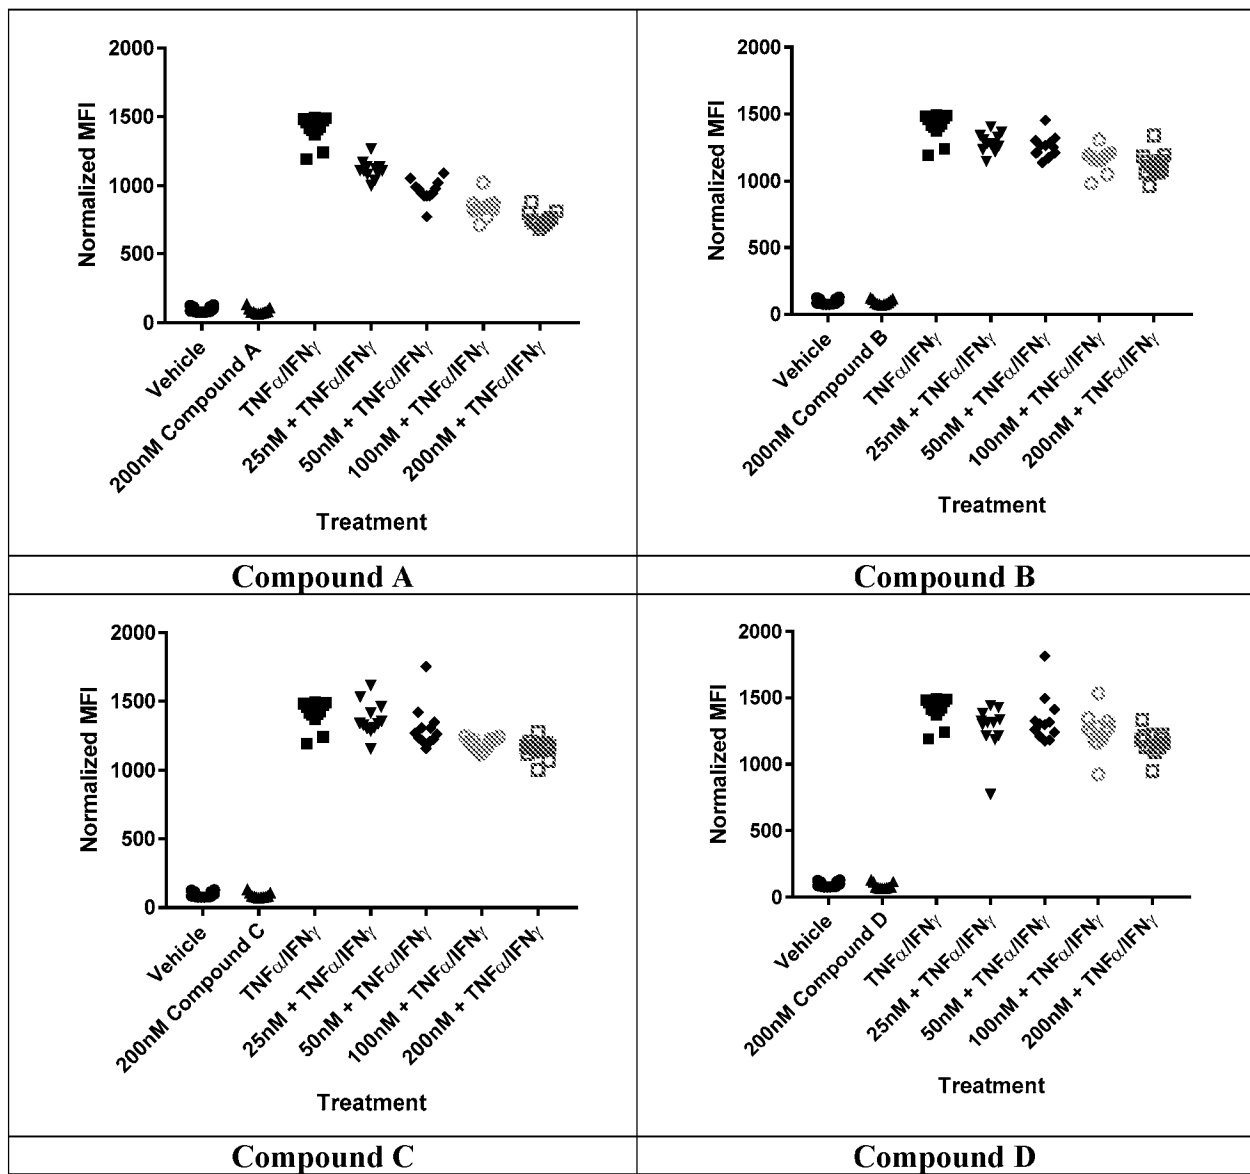 2000
1500
1000
500
0
Normalized MFI
Vehicle
200nM Compound A
TNFα/IFNγ
25nM + TNFα/IFNγ
50nM + TNFα/IFNγ
100nM + TNFα/IFNγ
200nM + TNFα/IFNγ
Treatment
Compound A
2000
1500
1000
500
0
Normalized MFI
Vehicle
200nM Compound B
TNFα/IFNγ
25nM + TNFα/IFNγ
50nM + TNFα/IFNγ
100nM + TNFα/IFNγ
200nM + TNFα/IFNγ
Treatment
Compound B
2000
1500
1000
500
0
Normalized MFI
Vehicle
200nM Compound C
TNFα/IFNγ
25nM + TNFα/IFNγ
50nM + TNFα/IFNγ
100nM + TNFα/IFNγ
200nM + TNFα/IFNγ
Treatment
Compound C
2000
1500
1000
500
0
Normalized MFI
Vehicle
200nM Compound D
TNFα/IFNγ
25nM + TNFα/IFNγ
50nM + TNFα/IFNγ
100nM + TNFα/IFNγ
200nM + TNFα/IFNγ
Treatment
Compound D